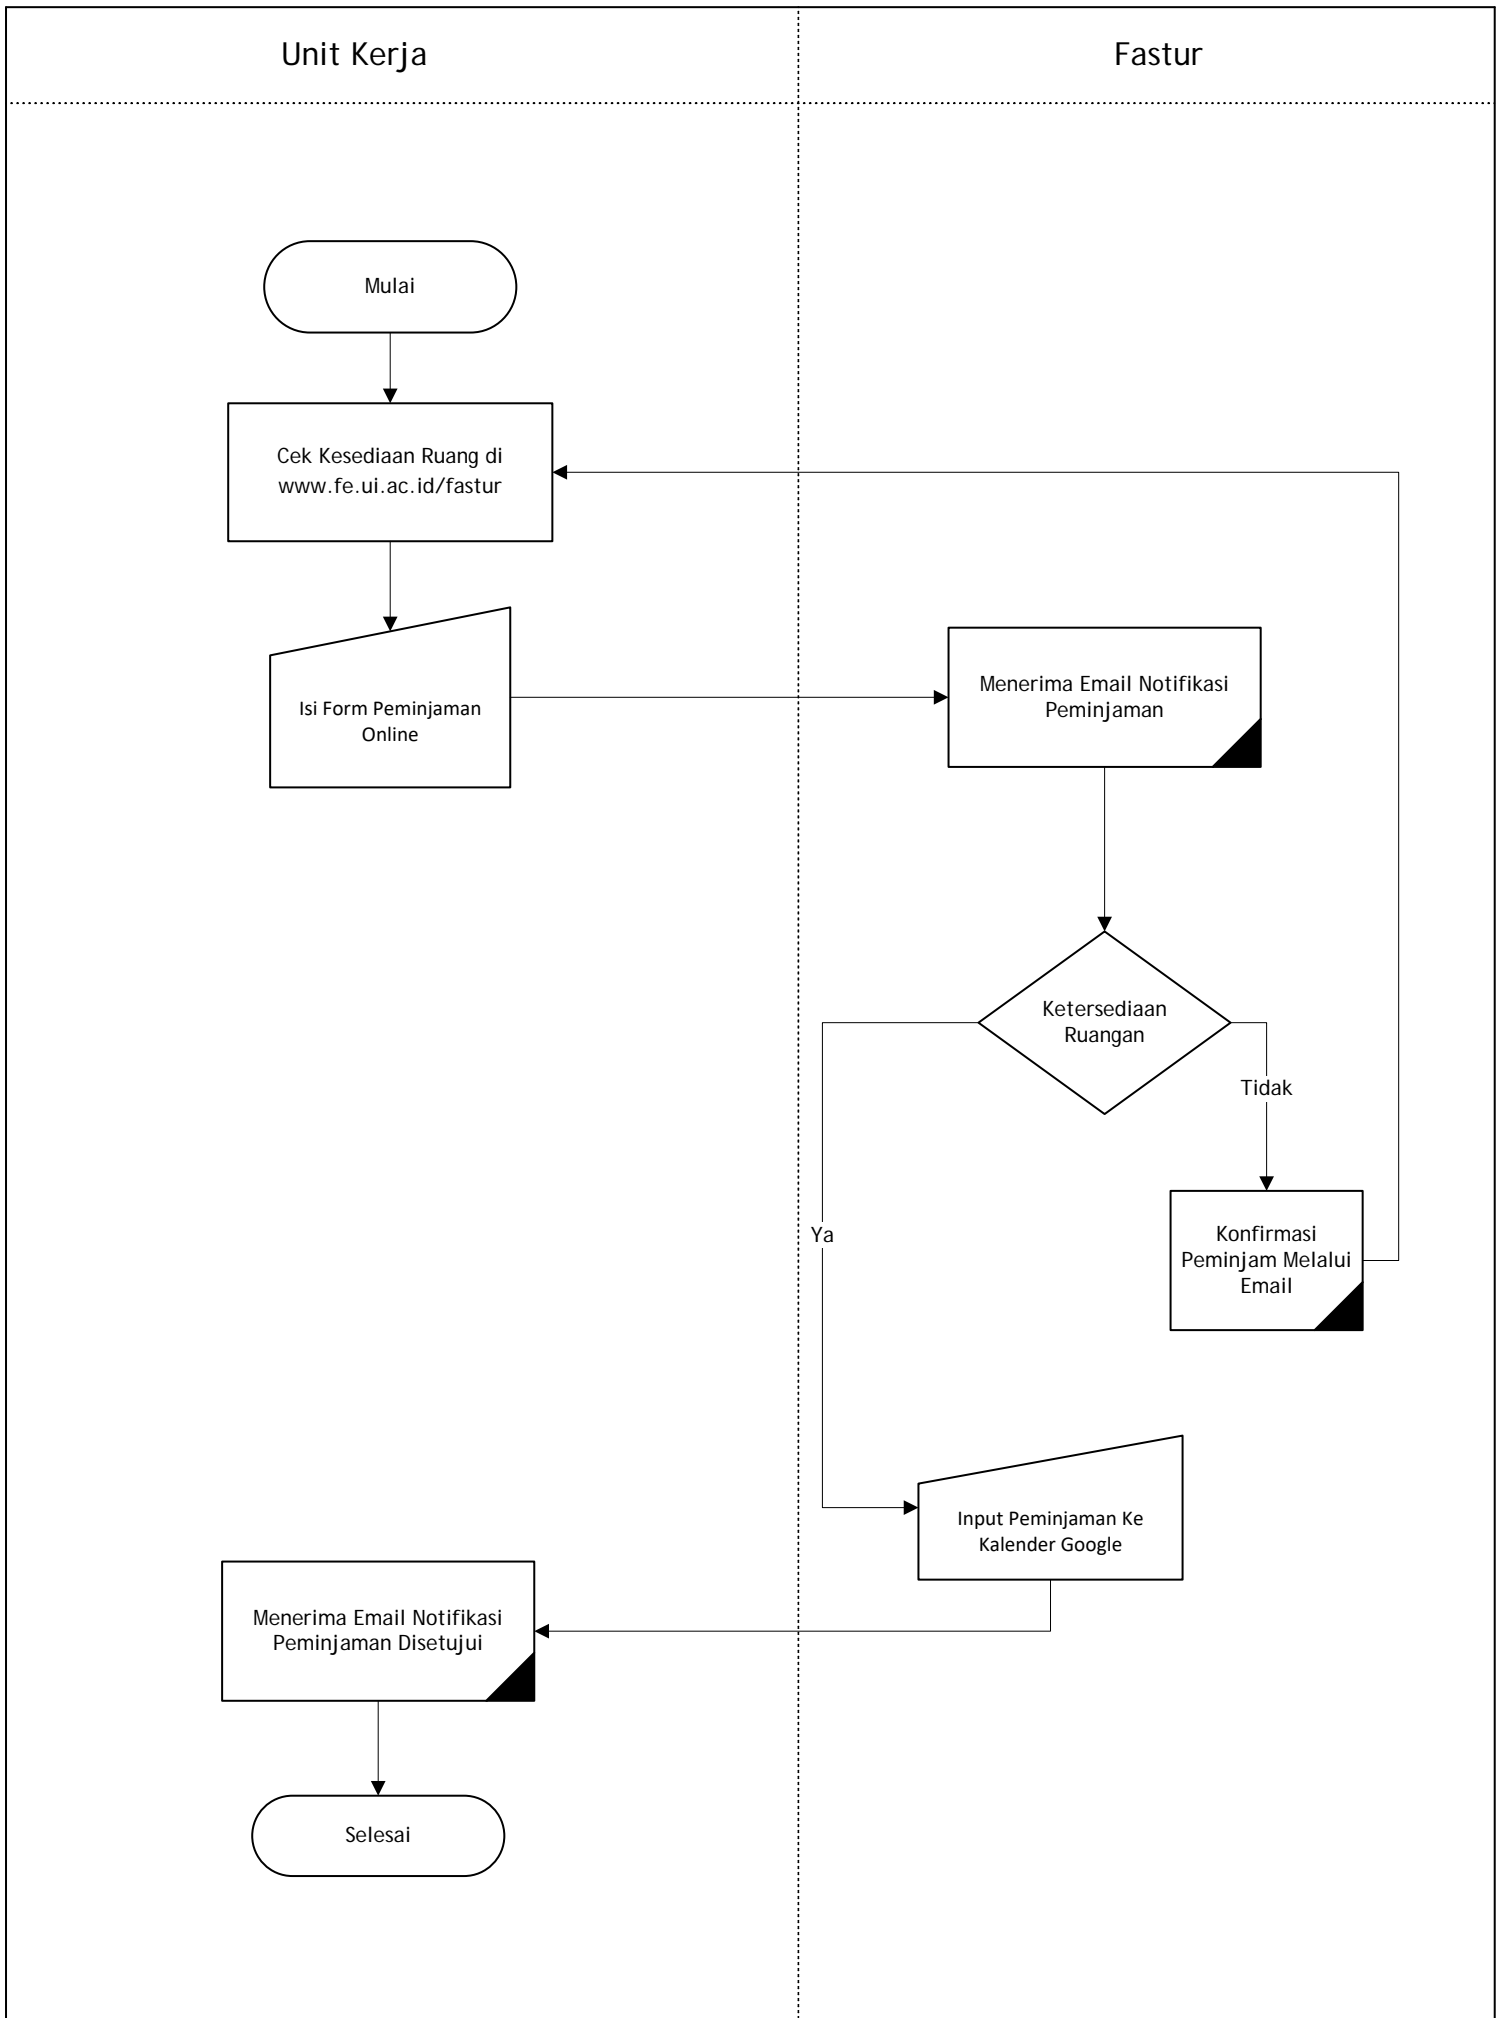 Unit Kerja
Fastur
Mulai
Cek Kesediaan Ruang di
www.fe.ui.ac.id/fastur
Isi Form Peminjaman
Online
Menerima Email Notifikasi
Peminjaman
Ketersediaan
Ruangan
Tidak
Ya
Konfirmasi
Peminjam Melalui
Email
Input Peminjaman Ke
Kalender Google
Menerima Email Notifikasi
Peminjaman Disetujui
Selesai